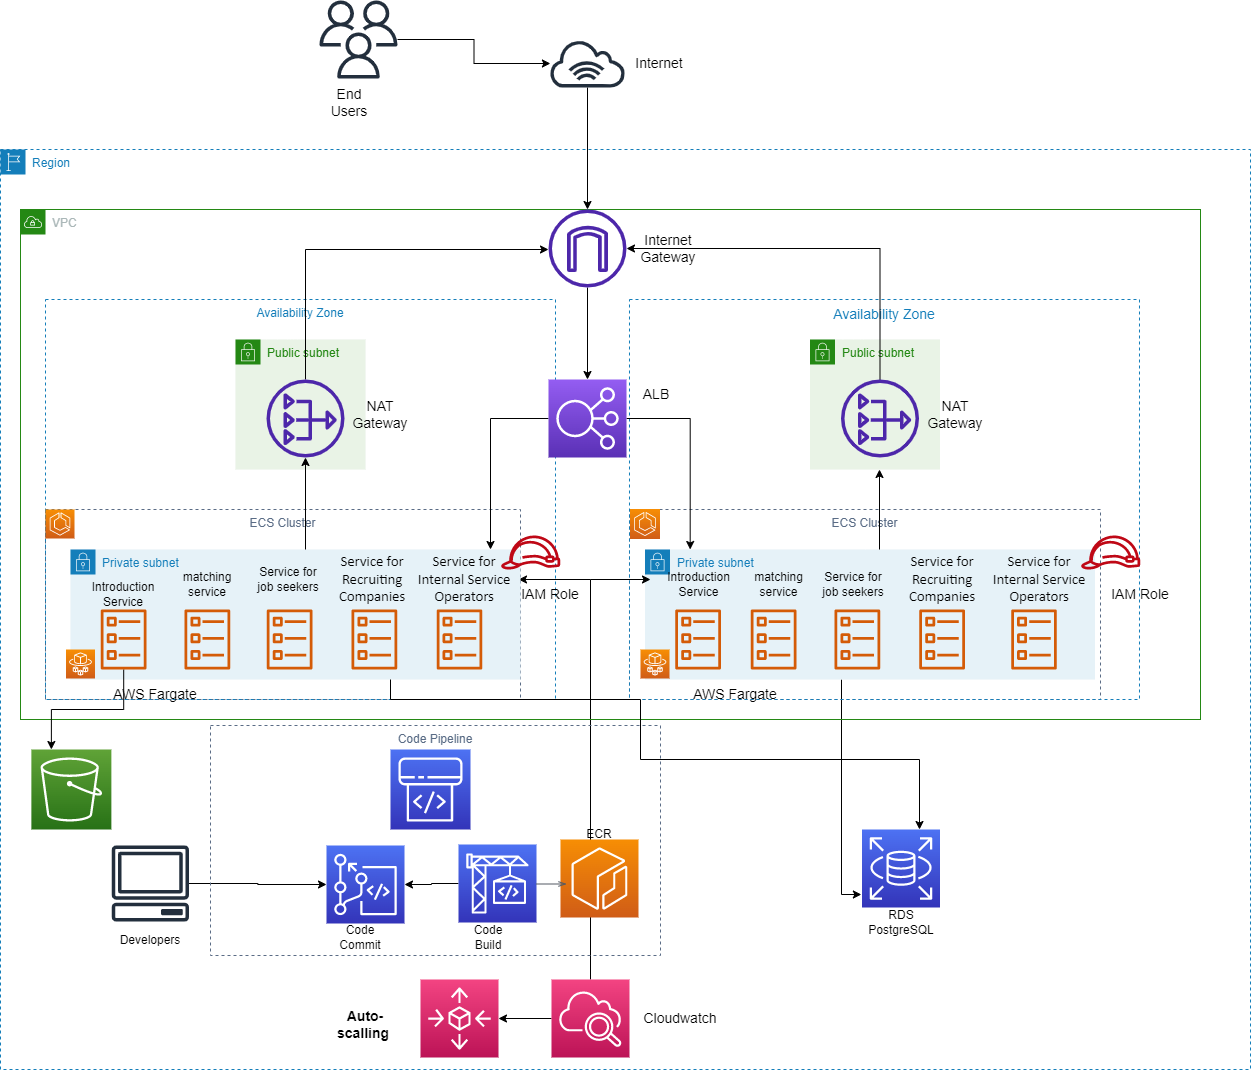 End
Users
Internet
Region
VPC
Internet
Gateway
Availability Zone
Availability Zone
Public subnet
Public subnet
NAT
Gateway
ALB
NAT
Gateway
ECS Cluster
ECS Cluster
Private subnet
Introduction
Service
matching
service
Service for
job seekers
Service for
Recruiting
Companies
Service for
Internal Service
Operators
IAM Role
Private subnet
Introduction
Service
matching
service
Service for
job seekers
Service for
Recruiting
Companies
Service for
Internal Service
Operators
IAM Role
AWS Fargate
AWS Fargate
Code Pipeline
ECR
Developers
Code
Commit
Code
Build
RDS
PostgreSQL
Auto-
scalling
Cloudwatch